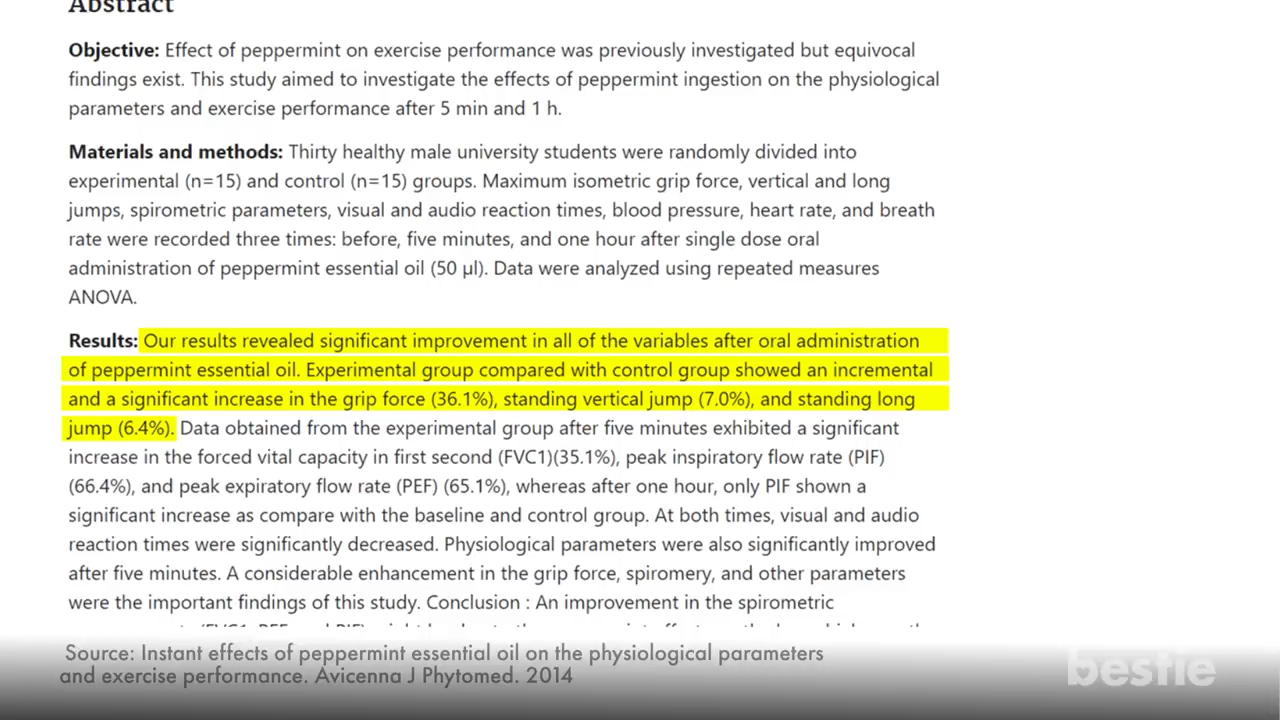 Abstract
Objective: Effect of peppermint on exercise performance was previously investigated but equivocal
findings exist. This study aimed to investigate the effects of peppermint ingestion on the physiological
parameters and exercise performance after 5 min and 1 h.
Materials and methods: Thirty healthy male university students were randomly divided into
experimental (n=15) and control (n=15) groups. Maximum isometric grip force, vertical and long
jumps, spirometric parameters, visual and audio reaction times, blood pressure, heart rate, and breath
rate were recorded three times: before, five minutes, and one hour after single dose oral
administration of peppermint essential oil (50 µl). Data were analyzed using repeated measures
ANOVA.
Results: Our results revealed significant improvement in all of the variables after oral administration
of peppermint essential oil. Experimental group compared with control group showed an incremental
and a significant increase in the grip force (36.1%), standing vertical jump (7.0%), and standing long
jump (6.4%). Data obtained from the experimental group after five minutes exhibited a significant
increase in the forced vital capacity in first second (FVC1)(35.1%), peak inspiratory flow rate (PIF)
(66.4%), and peak expiratory flow rate (PEF) (65.1%), whereas after one hour, only PIF shown a
significant increase as compare with the baseline and control group. At both times, visual and audio
reaction times were significantly decreased. Physiological parameters were also significantly improved
after five minutes. A considerable enhancement in the grip force, spiromery, and other parameters
were the important findings of this study. Conclusion : An improvement in the spirometric
Source: Instant effects of peppermint essential oil on the physiological parameters
and exercise performance. Avicenna J Phytomed. 2014
bestie